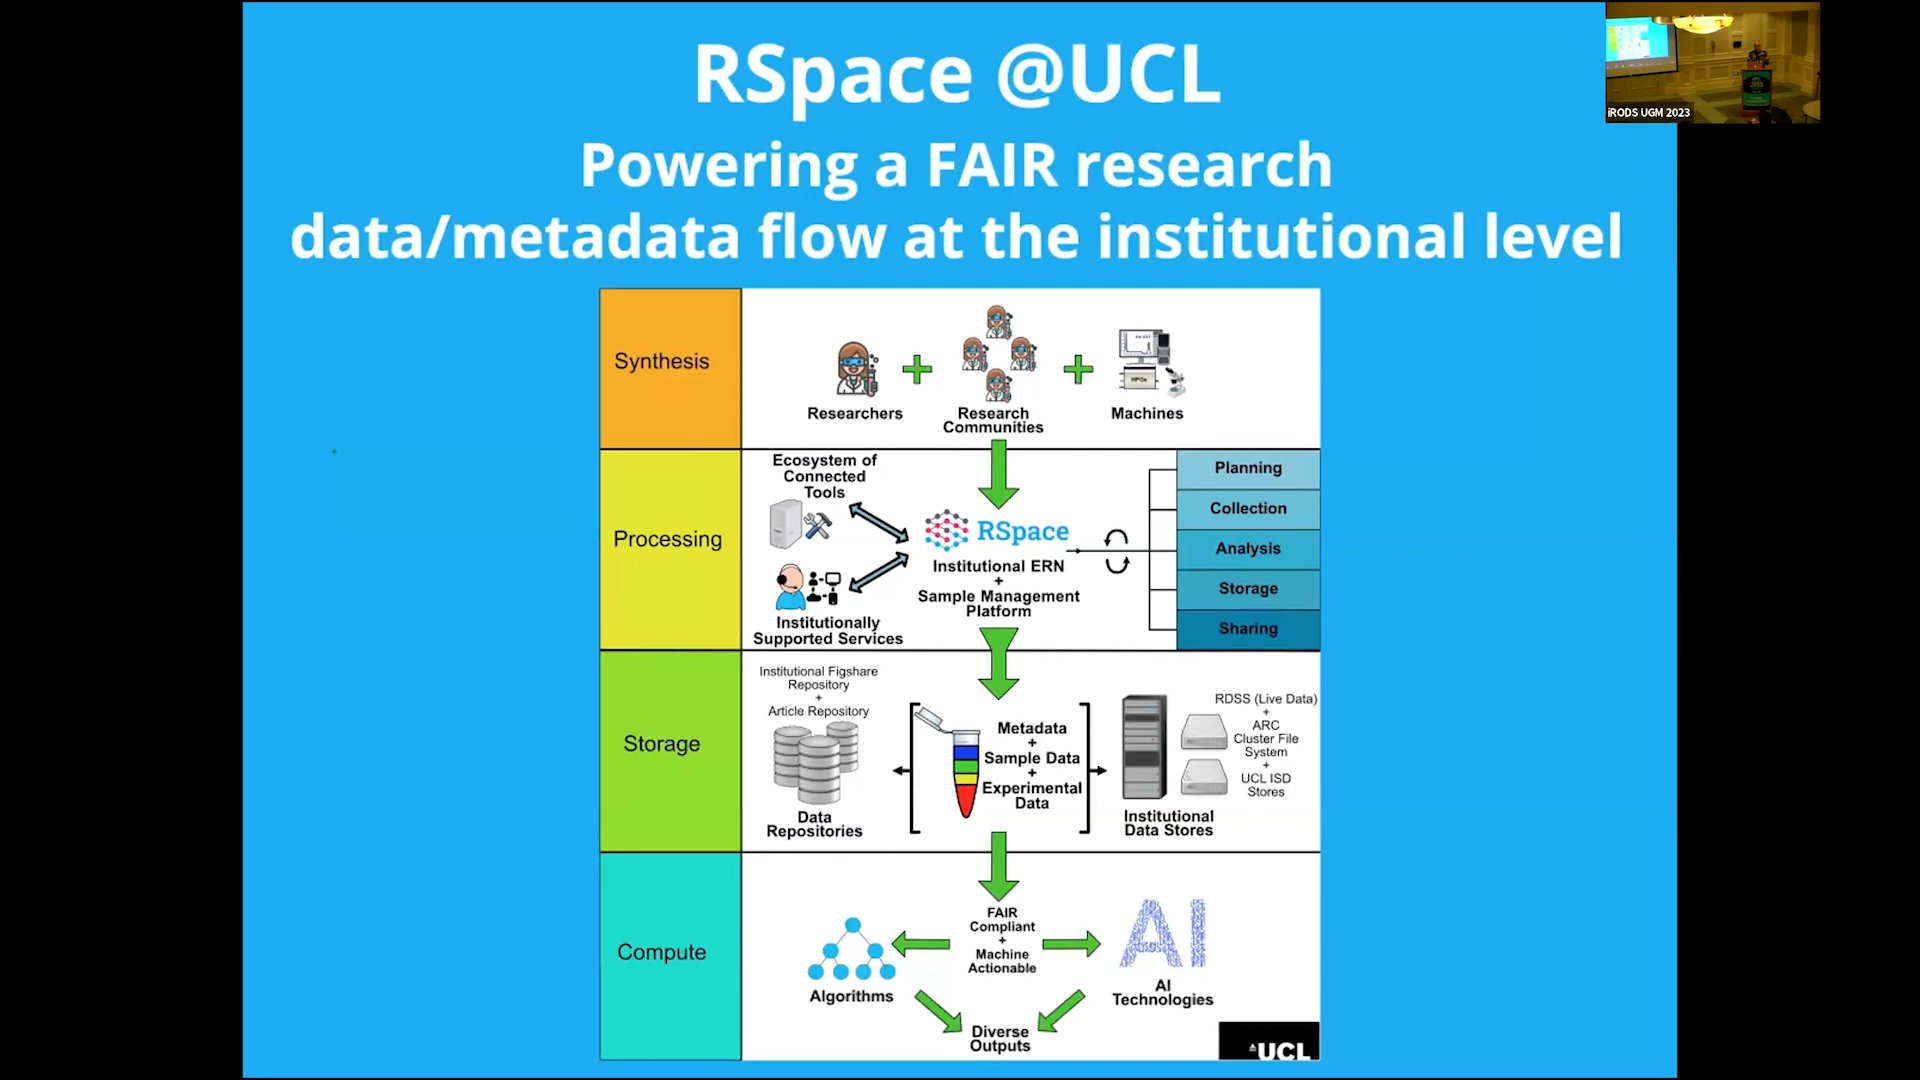 RSpace @UCL
Powering a FAIR research
data/metadata flow at the institutional level
iRODS UGM 2023
Synthesis
Researchers
Research
Communities
Machines
Processing
Ecosystem of
Connected
Tools
Institutionally
Supported Services
RSpace
Institutional ERN
+
Sample Management
Platform
Planning
Collection
Analysis
Storage
Sharing
Storage
Institutional Figshare
Repository
+
Article Repository
Data
Repositories
Metadata
+
Sample Data
+
Experimental
Data
Institutional
Data Stores
RDSS (Live Data)
+
ARC
Cluster File
System
+
UCL ISD
Stores
Compute
FAIR
Compliant
+
Machine
Actionable
Algorithms
AI
AI
Technologies
Diverse
Outputs
UCL